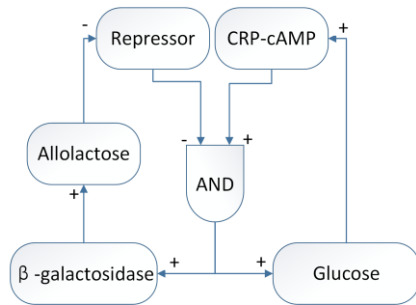 - Repressor CRP-cAMP +
Allolactose
- +
AND
+
β-galactosidase + + Glucose